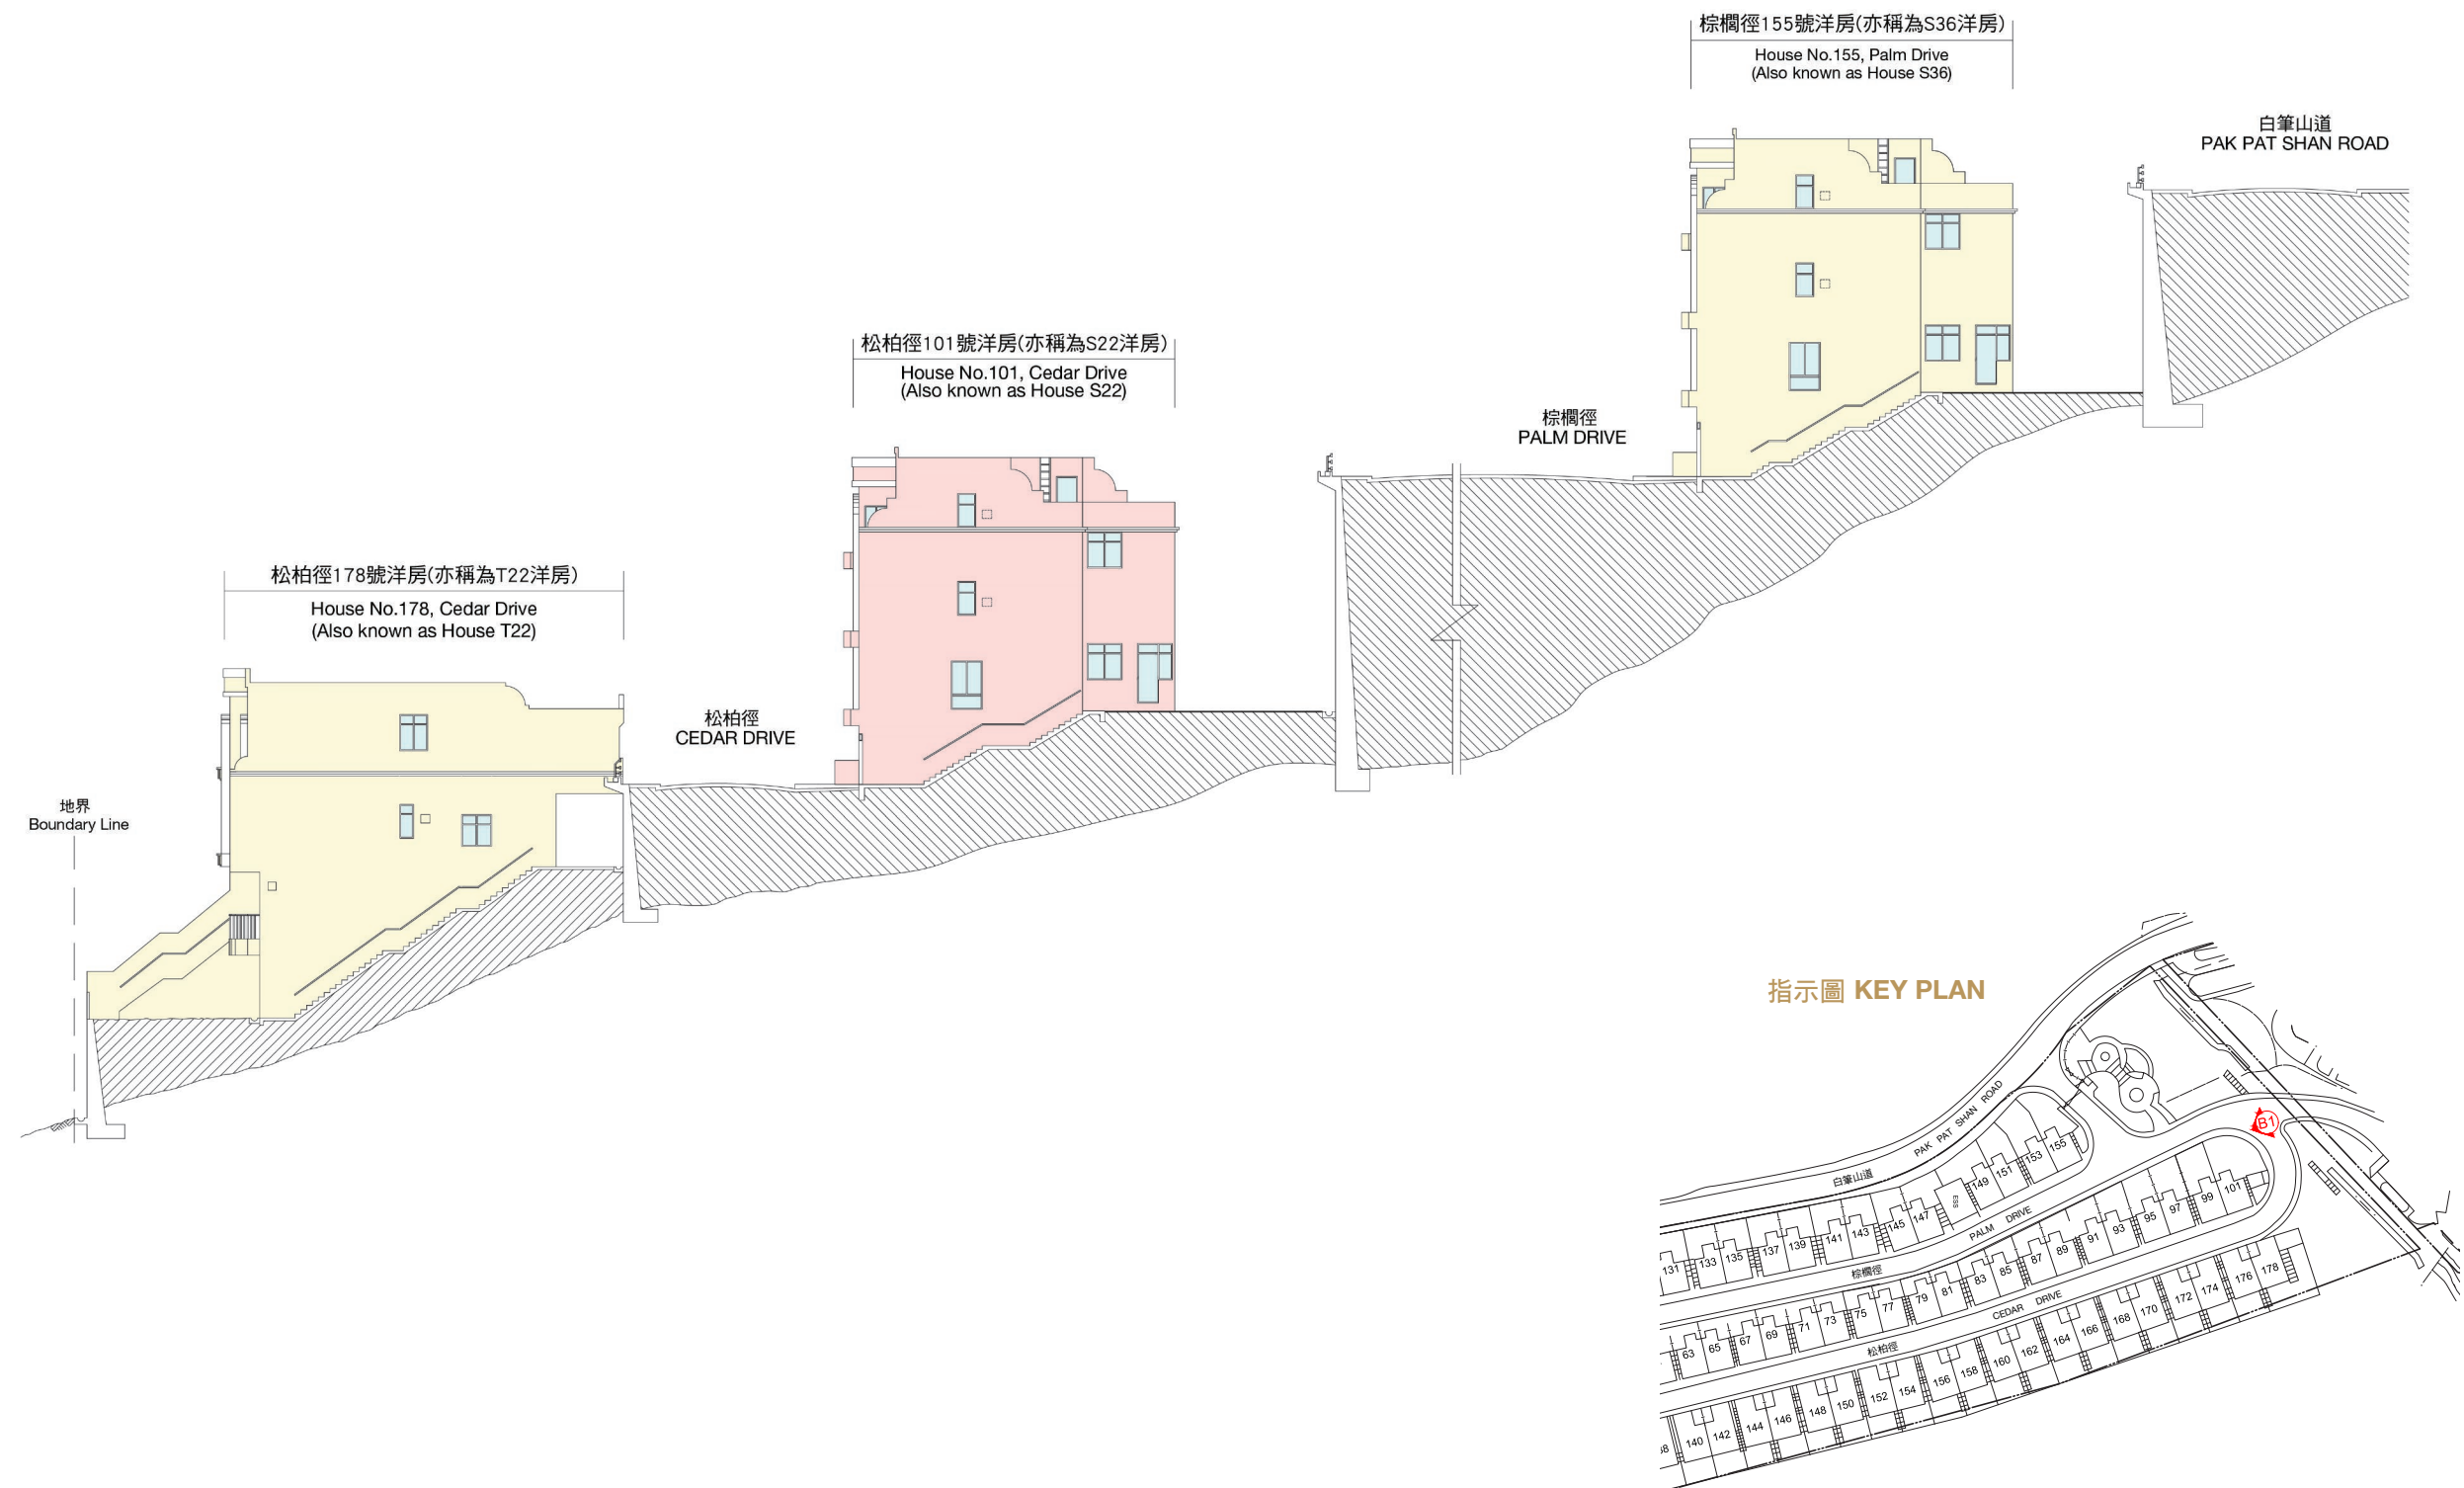 棕櫚徑155號洋房(亦稱為S36洋房)
House No.155, Palm Drive
(Also known as House S36)
白筆山道
PAK PAT SHAN ROAD
松柏徑101號洋房(亦稱為S22洋房)
House No.101, Cedar Drive
(Also known as House S22)
棕櫚徑
PALM DRIVE
松柏徑178號洋房(亦稱為T22洋房)
House No.178, Cedar Drive
(Also known as House T22)
松柏徑
CEDAR DRIVE
地界
Boundary Line
指示圖 KEY PLAN
PAK PAT SHAN ROAD
白筆山道
B1
131 133 135 137 139 141 143 145 147 ESS 149 151 153 155
PALM DRIVE
棕櫚徑
63 65 67 69 71 73 75 77 79 81 83 85 87 89 91 93 95 97 99 101
CEDAR DRIVE
松柏徑
140 142 144 146 148 150 152 154 156 158 160 162 164 166 168 170 172 174 176 178